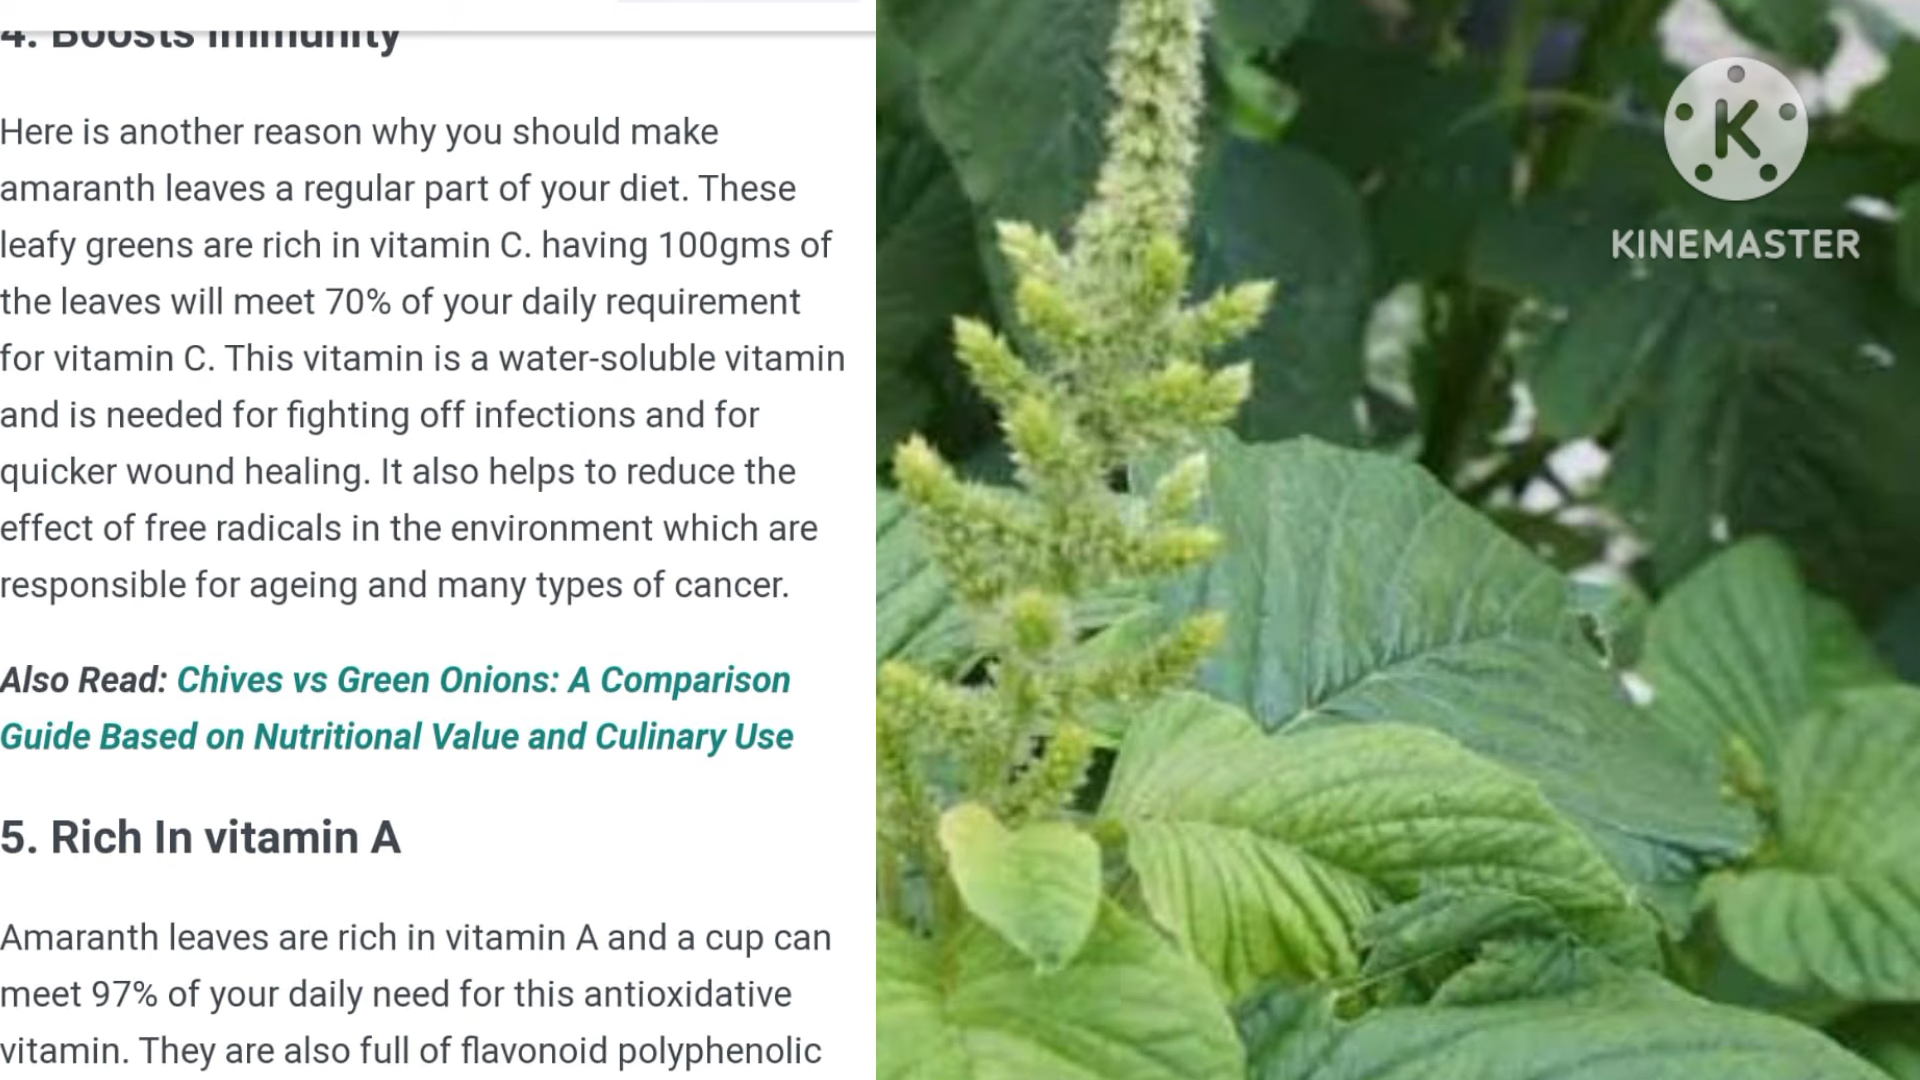 4. Boosts Immunity
Here is another reason why you should make
amaranth leaves a regular part of your diet. These
leafy greens are rich in vitamin C. having 100gms of
the leaves will meet 70% of your daily requirement
for vitamin C. This vitamin is a water-soluble vitamin
and is needed for fighting off infections and for
quicker wound healing. It also helps to reduce the
effect of free radicals in the environment which are
responsible for ageing and many types of cancer.
Also Read: Chives vs Green Onions: A Comparison
Guide Based on Nutritional Value and Culinary Use
5. Rich In vitamin A
Amaranth leaves are rich in vitamin A and a cup can
meet 97% of your daily need for this antioxidative
vitamin. They are also full of flavonoid polyphenolic
K
KINEMASTER